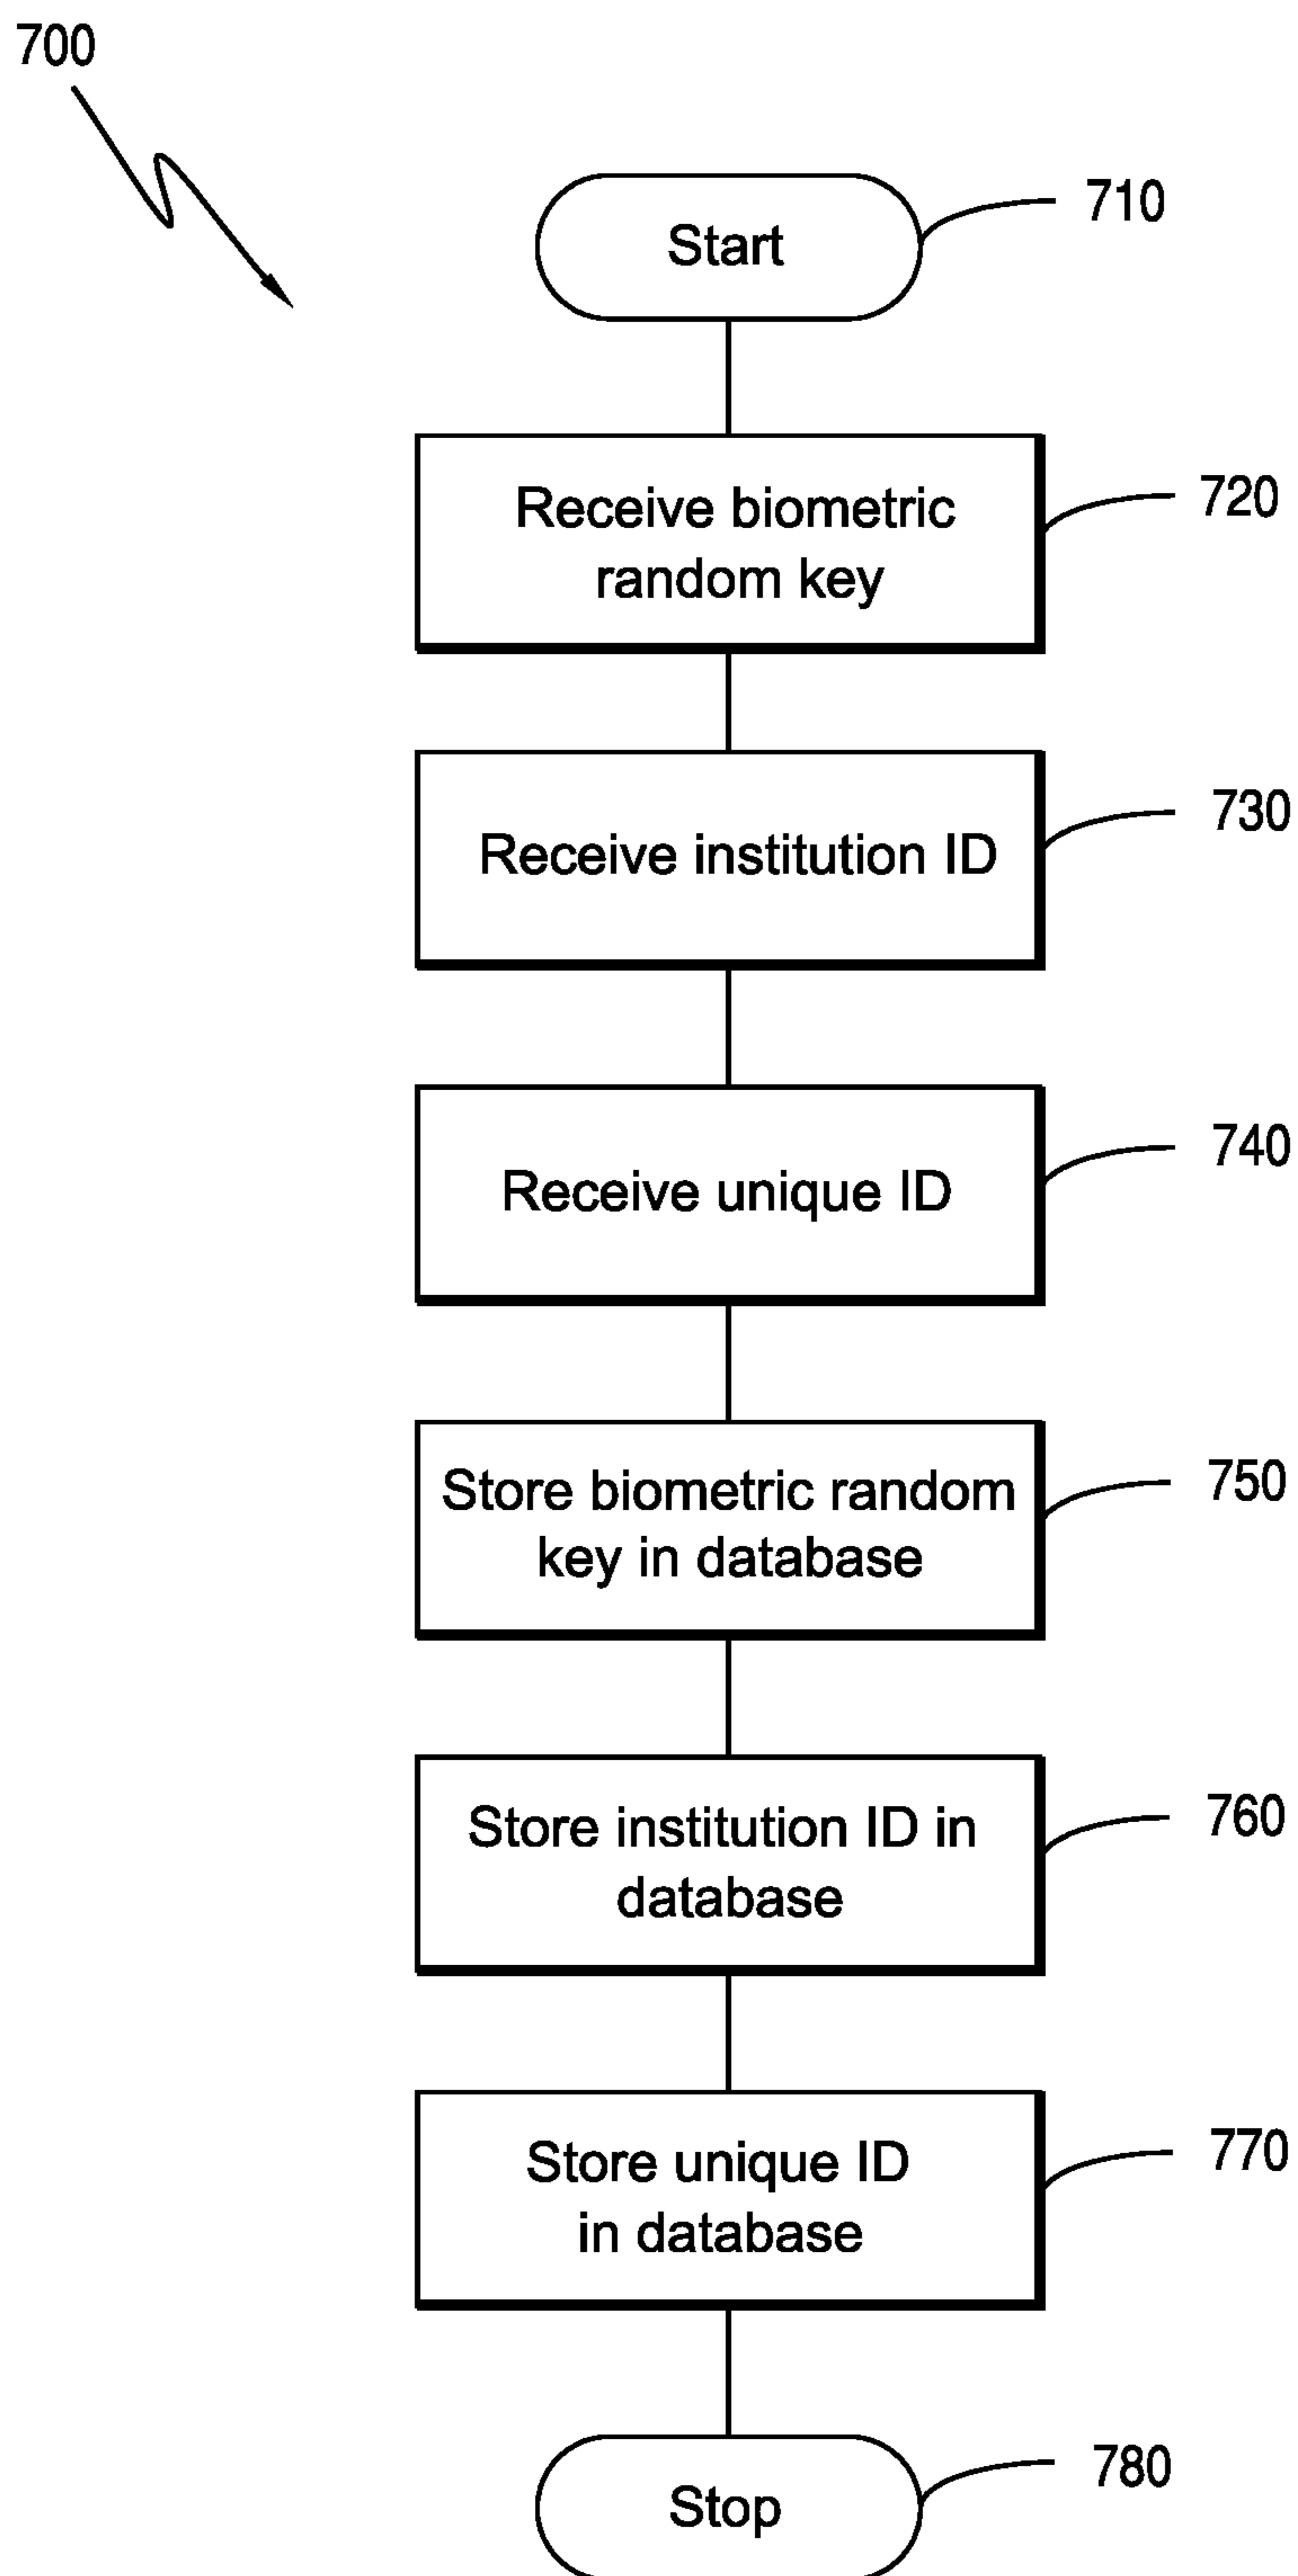 700
Start
710
Receive biometric
random key
720
Receive institution ID
730
Receive unique ID
740
Store biometric random
key in database
750
Store institution ID in
database
760
Store unique ID
in database
770
Stop
780